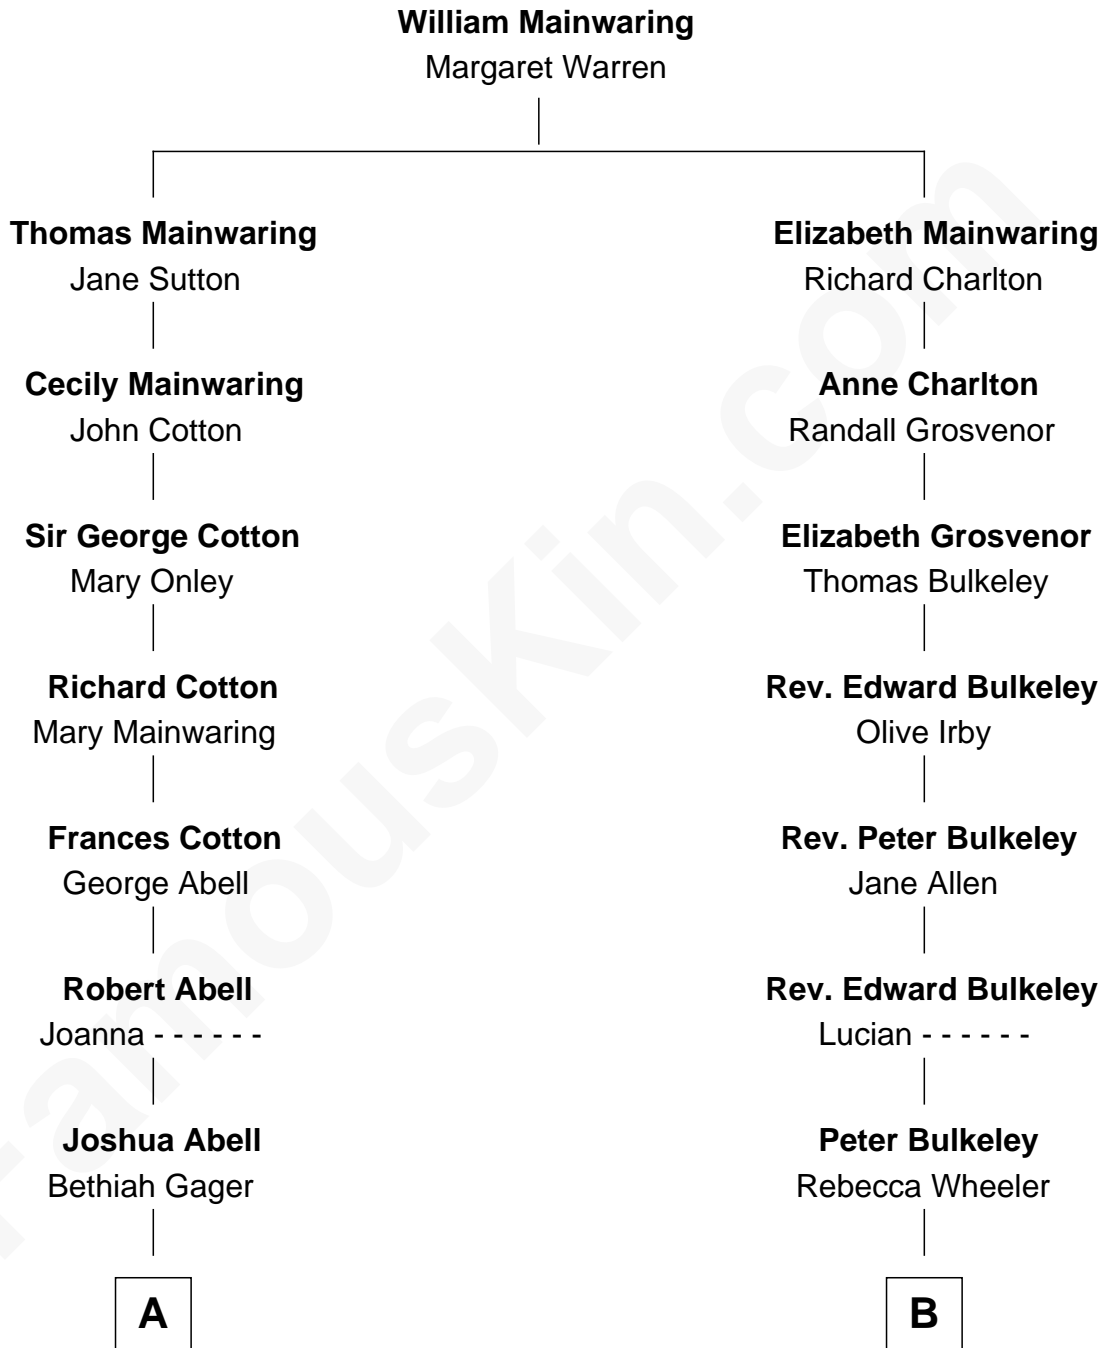 William Mainwaring
Margaret Warren
Thomas Mainwaring
Jane Sutton
Elizabeth Mainwaring
Richard Charlton
Cecily Mainwaring
John Cotton
Anne Charlton
Randall Grosvenor
Sir George Cotton
Mary Onley
Elizabeth Grosvenor
Thomas Bulkeley
Richard Cotton
Mary Mainwaring
Rev. Edward Bulkeley
Olive Irby
Frances Cotton
George Abell
Rev. Peter Bulkeley
Jane Allen
Robert Abell
Joanna - - - - - -
Rev. Edward Bulkeley
Lucian - - - - - -
Joshua Abell
Bethiah Gager
Peter Bulkeley
Rebecca Wheeler
A
B
FamousKin.com